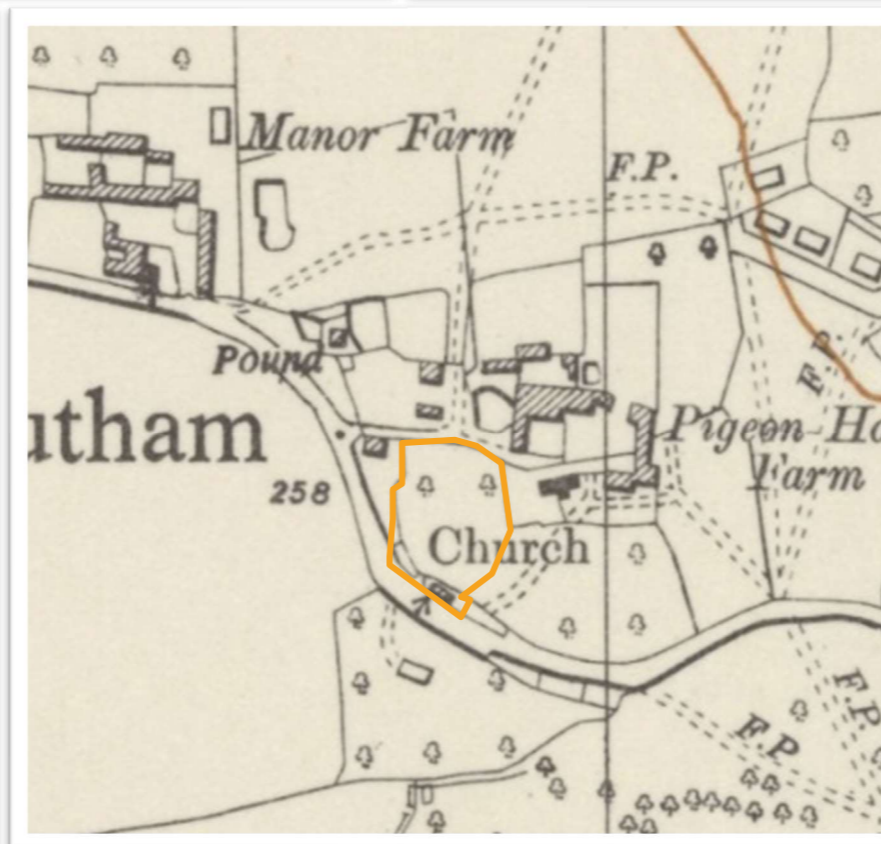 Manor Farm
F.P.
Pound
utham
258
Pigeon Ho
Farm
F.P.
Church
F.P.
F.P